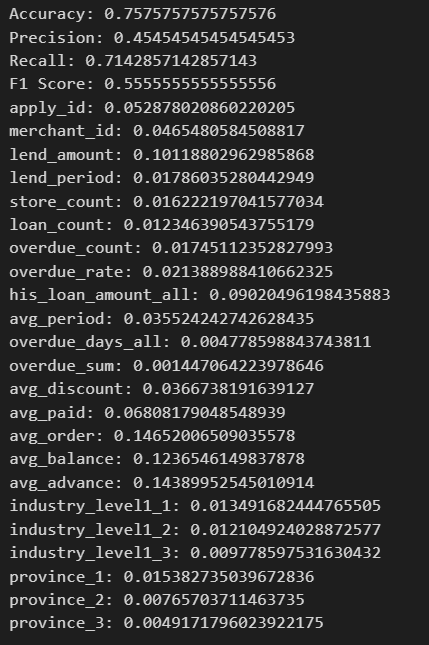 Accuracy: 0.7575757575757576
Precision: 0.45454545454545453
Recall: 0.7142857142857143
F1 Score: 0.5555555555555556
apply_id: 0.052878020860220205
merchant_id: 0.0465480584508817
lend_amount: 0.10118802962985868
lend_period: 0.01786035280442949
store_count: 0.016222197041577034
loan_count: 0.012346390543755179
overdue_count: 0.01745112352827993
overdue_rate: 0.021388988410662325
his_loan_amount_all: 0.09020496198435883
avg_period: 0.035524242742628435
overdue_days_all: 0.004778598843743811
overdue_sum: 0.001447064223978646
avg_discount: 0.0366738191639127
avg_paid: 0.06808179048548939
avg_order: 0.14652006509035578
avg_balance: 0.1236546149837878
avg_advance: 0.14389952545010914
industry_level1_1: 0.013491682444765505
industry_level1_2: 0.012104924028872577
industry_level1_3: 0.009778597531630432
province_1: 0.015382735039672836
province_2: 0.00765703711463735
province_3: 0.0049171796023922175